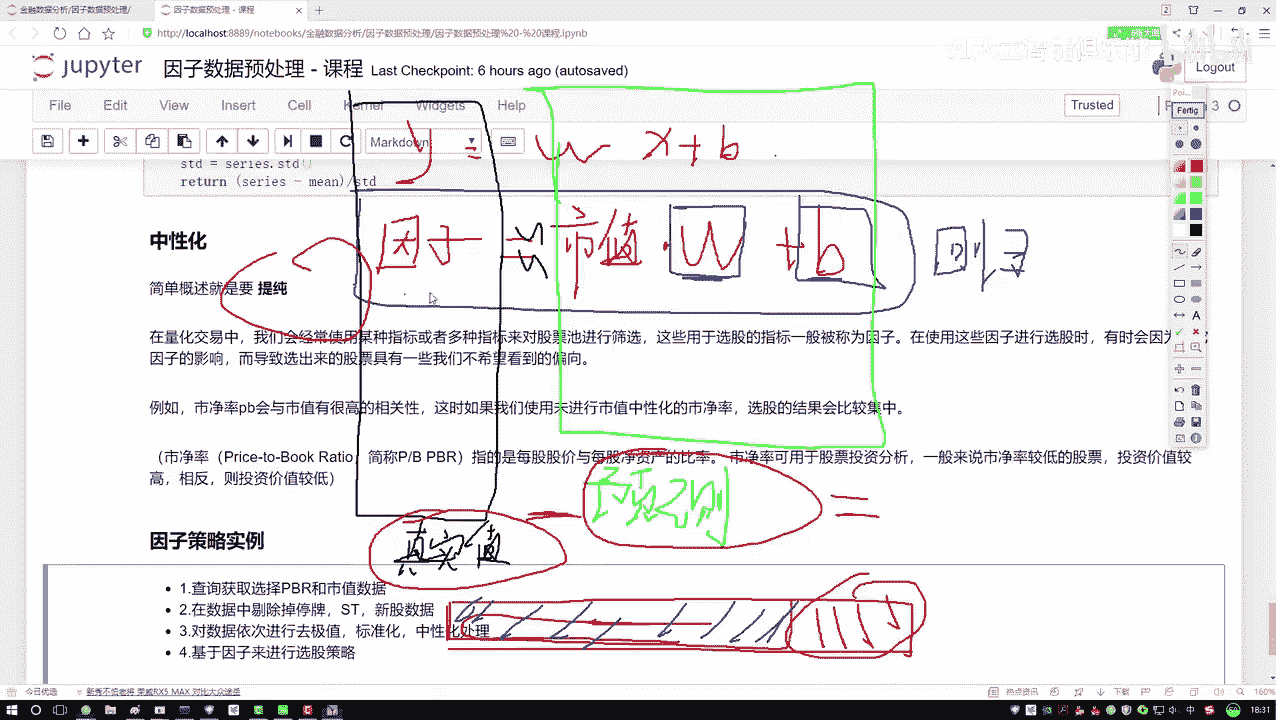 金融数据分析/因子数据预处理/
因子数据预处理 - 课程
http://localhost:8889/notebooks/金融数据分析/因子数据预处理/因子数据预处理%20-%20课程.ipynb
jupyter 因子数据预处理 - 课程 Last Checkpoint: 6 hours ago (autosaved)
Logout
File Edit View Insert Cell Kernel Widgets Help
Trusted
3
Fertig
Markdown
y = w x + b
std = series.std()
return (series - mean)/std
中性化
因子 = 市值 · W + b 回归
简单概述就是要 提纯
在量化交易中，我们会经常使用某种指标或者多种指标来对股票池进行筛选，这些用于选股的指标一般被称为因子。在使用这些因子进行选股时，有时会因为
因子的影响，而导致选出来的股票具有一些我们不希望看到的偏向。
例如，市净率pb会与市值有很高的相关性，这时如果我们使用未进行市值中性化的市净率，选股的结果会比较集中。
（市净率（Price-to-Book Ratio，简称P/B PBR）指的是每股股价与每股净资产的比率。 市净率可用于股票投资分析，一般来说市净率较低的股票，投资价值较
高，相反，则投资价值较低）
真实值 - 预测 =
因子策略实例
1.查询获取选择PBR和市值数据
2.在数据中剔除掉停牌，ST，新股数据
3.对数据依次进行去极值，标准化，中性化处理
4.基于因子来进行选股策略
今日优选
热点资讯
下载
160%
中
18:31